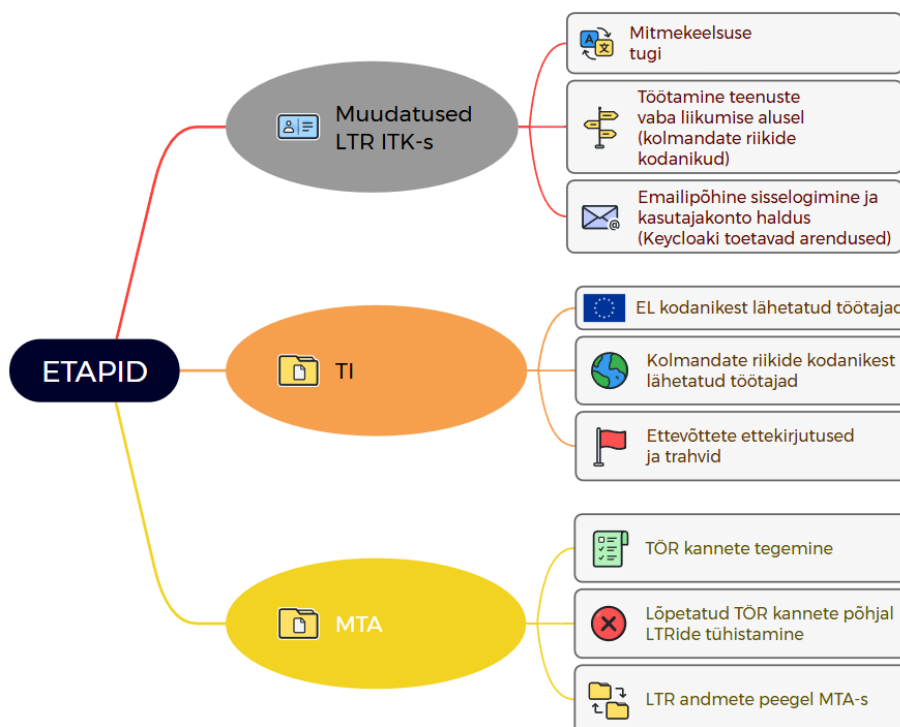 ETAPID
Muudatused
LTR ITK-s
Mitmekeelsuse
tugi
Töötamine teenuste
vaba liikumise alusel
(kolmandate riikide
kodanikud)
Emailipõhine sisselogimine ja
kasutajakonto haldus
(Keycloaki toetavad arendused)
TI
EL kodanikest lähetatud töötajad
Kolmandate riikide kodanikest
lähetatud töötajad
Ettevõttete ettekirjutused
ja trahvid
MTA
TÖR kannete tegemine
Lõpetatud TÖR kannete põhjal
LTRide tühistamine
LTR andmete peegel MTA-s